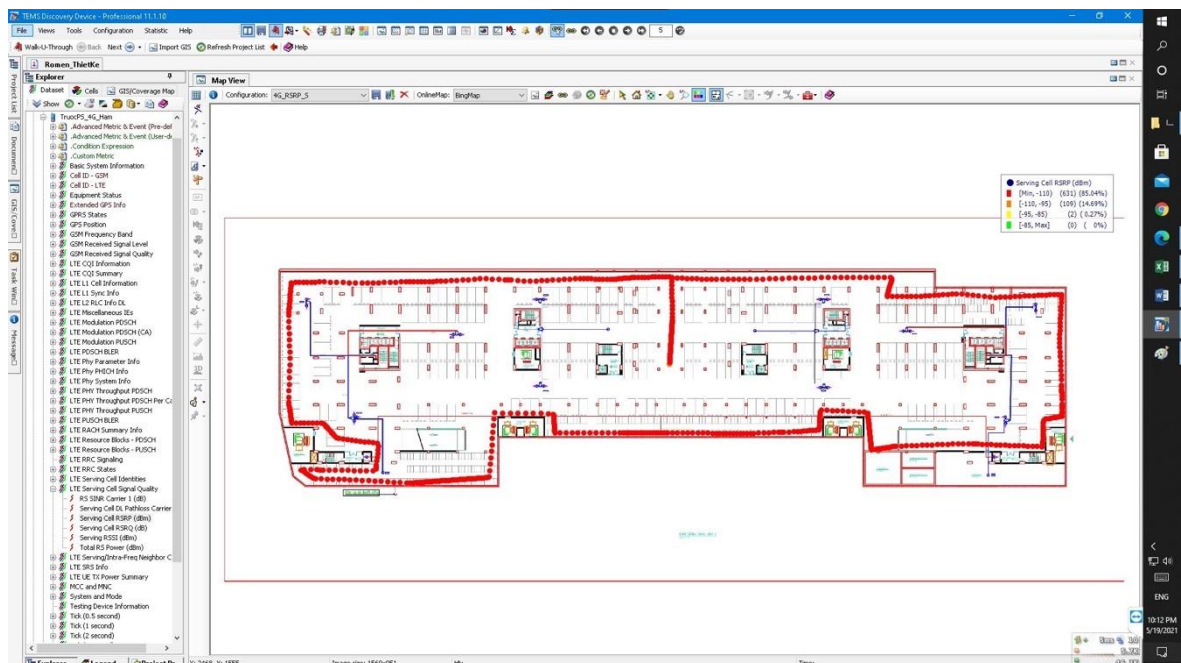 TEMS Discovery Device - Professional 11.1.10
File Views Tools Configuration Statistic Help
5
Walk-U-Through Back Next Import GIS Refresh Project List Help
Romen_ThietKe
Explorer
Map View
Dataset Cells GIS/Coverage Map
Configuration: 4G_RSRP_S OnlineMap: BingMap
Show
Project List
TruocPS_4G_Ham
.Advanced Metric & Event (Pre-def
.Advanced Metric & Event (User-de
.Condition Expression
.Custom Metric
Basic System Information
Cell ID - GSM
Cell ID - LTE
Equipment Status
Extended GPS Info
GPRS States
GPS Position
GSM Frequency Band
GSM Received Signal Level
GSM Received Signal Quality
LTE CQI Information
LTE CQI Summary
LTE L1 Cell Information
LTE L1 Sync Info
LTE L2 RLC Info DL
LTE Miscellaneous IEs
LTE Modulation PDSCH
LTE Modulation PDSCH (CA)
LTE Modulation PUSCH
LTE PDSCH BLER
LTE Phy Parameter Info
LTE Phy PHICH Info
LTE Phy System Info
LTE PHY Throughput PDSCH
LTE PHY Throughput PDSCH Per Ca
LTE PHY Throughput PUSCH
LTE PUSCH BLER
LTE RACH Summary Info
LTE Resource Blocks - PDSCH
LTE Resource Blocks - PUSCH
LTE RRC Signaling
LTE RRC States
LTE Serving Cell Identities
LTE Serving Cell Signal Quality
RS SINR Carrier 1 (dB)
Serving Cell DL Pathloss Carrier
Serving Cell RSRP (dBm)
Serving Cell RSRQ (dB)
Serving RSSI (dBm)
Total RS Power (dBm)
LTE Serving/Intra-Freq Neighbor C
LTE SRS Info
LTE UE TX Power Summary
MCC and MNC
System and Mode
Testing Device Information
Tick (0.5 second)
Tick (1 second)
Tick (2 second)
Serving Cell RSRP (dBm)
[Min, -110) (631) (85.04%)
[-110, -95) (109) (14.69%)
[-95, -85) (2) ( 0.27%)
[-85, Max] (0) ( 0%)
ENG
10:12 PM
5/19/2021